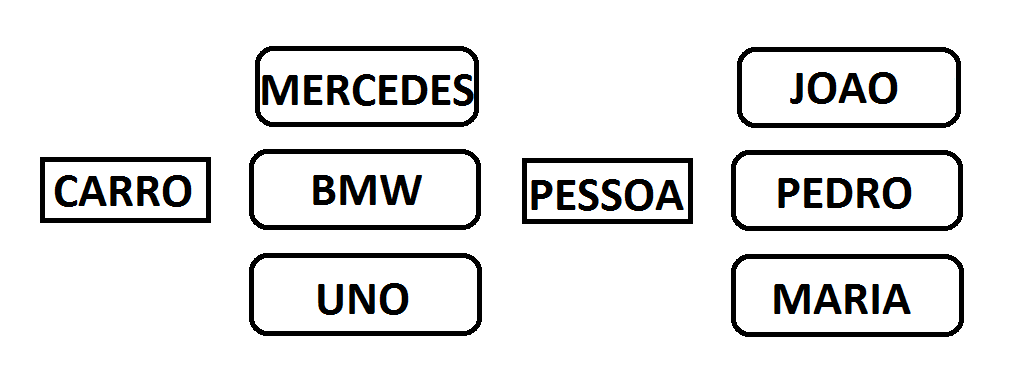 CARRO
MERCEDES
BMW
UNO
PESSOA
JOAO
PEDRO
MARIA